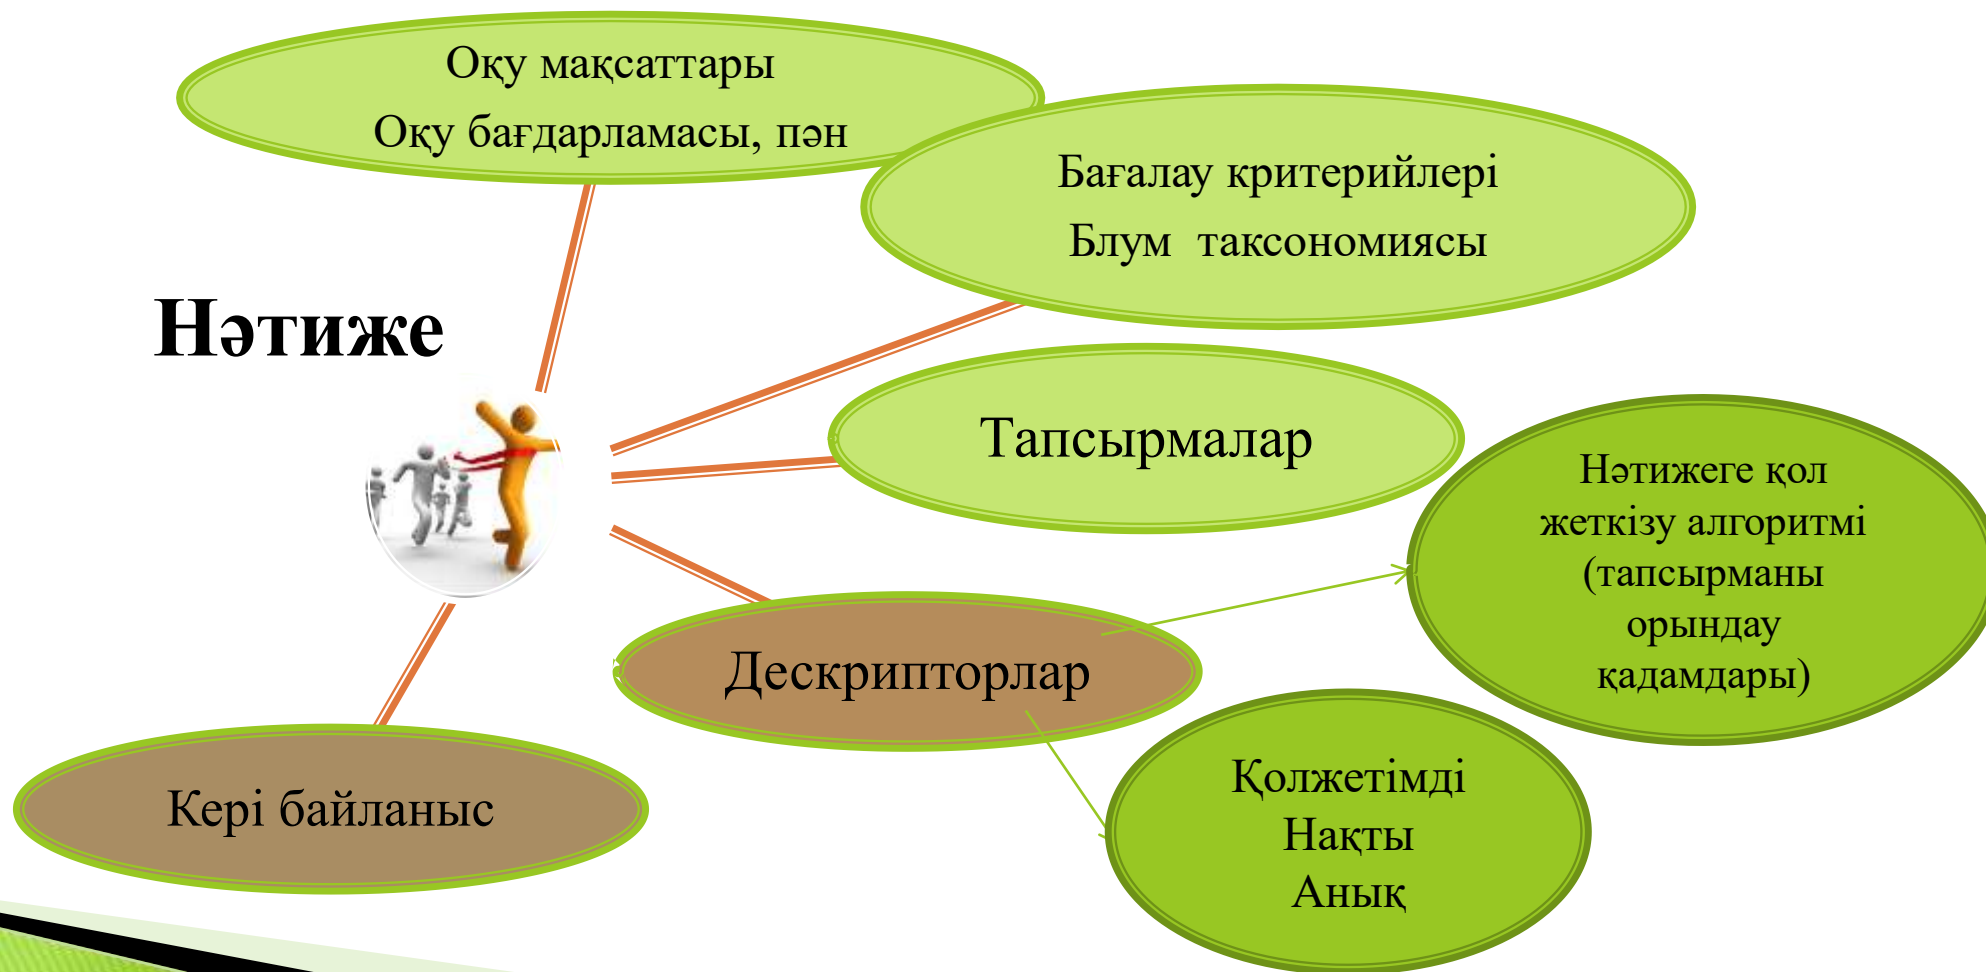 Оқу мақсаттары
Оқу бағдарламасы, пән
Бағалау критерийлері
Блум таксономиясы
Нәтиже
Тапсырмалар
Нәтижеге қол
жеткізу алгоритмі
(тапсырманы
орындау
қадамдары)
Дескрипторлар
Кері байланыс
Қолжетімді
Нақты
Анық